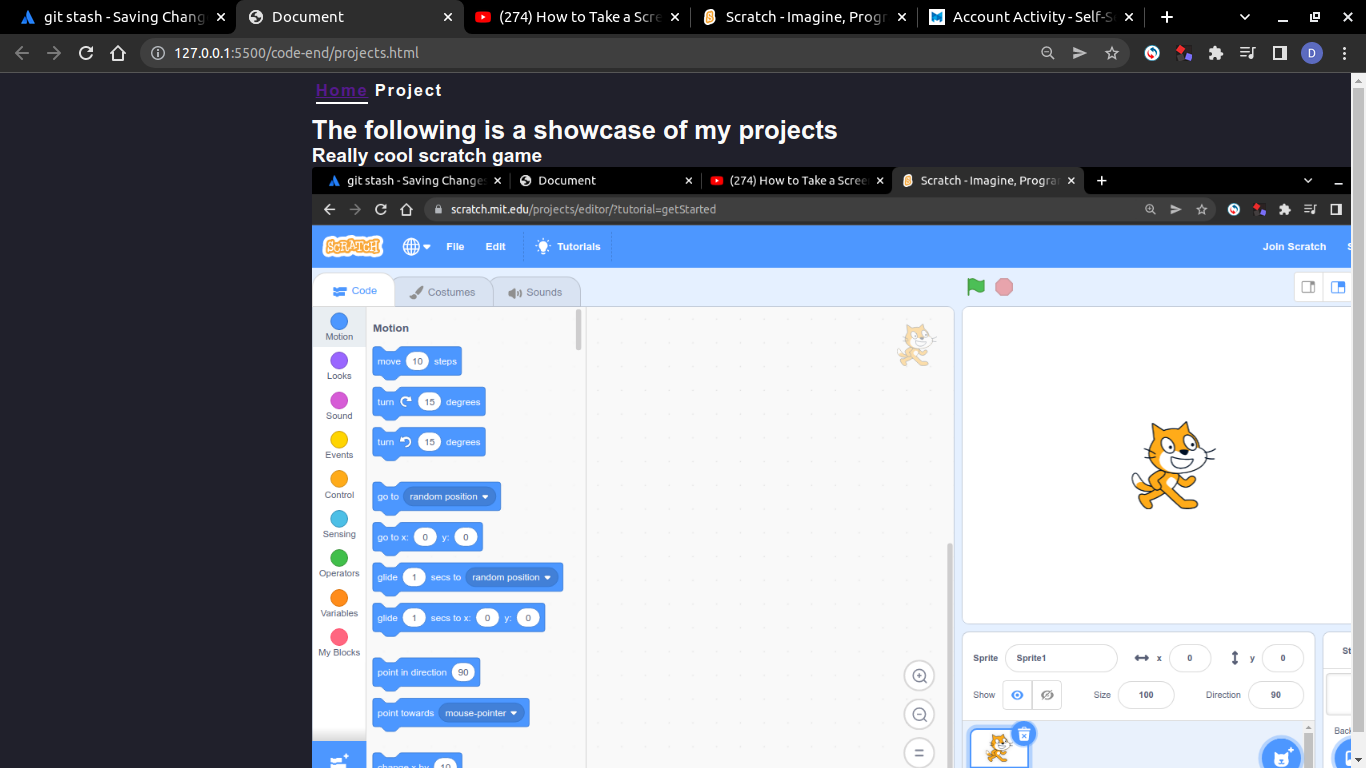 git stash - Saving Chang
Document
(274) How to Take a Scre
Scratch - Imagine, Progr
Account Activity - Self-S
127.0.0.1:5500/code-end/projects.html
D
Home Project
The following is a showcase of my projects
Really cool scratch game
git stash - Saving Change
Document
(274) How to Take a Scree
Scratch - Imagine, Progra
scratch.mit.edu/projects/editor/?tutorial=getStarted
SCRATCH
File
Edit
Tutorials
Join Scratch
S
Code
Costumes
Sounds
Motion
Looks
Sound
Events
Control
Sensing
Operators
Variables
My Blocks
Motion
move 10 steps
turn 15 degrees
turn 15 degrees
go to random position
go to x: 0 y: 0
glide 1 secs to random position
glide 1 secs to x: 0 y: 0
point in direction 90
point towards mouse-pointer
change x by 10
Sprite Sprite1 x 0 y 0
Show Size 100 Direction 90
St
Back